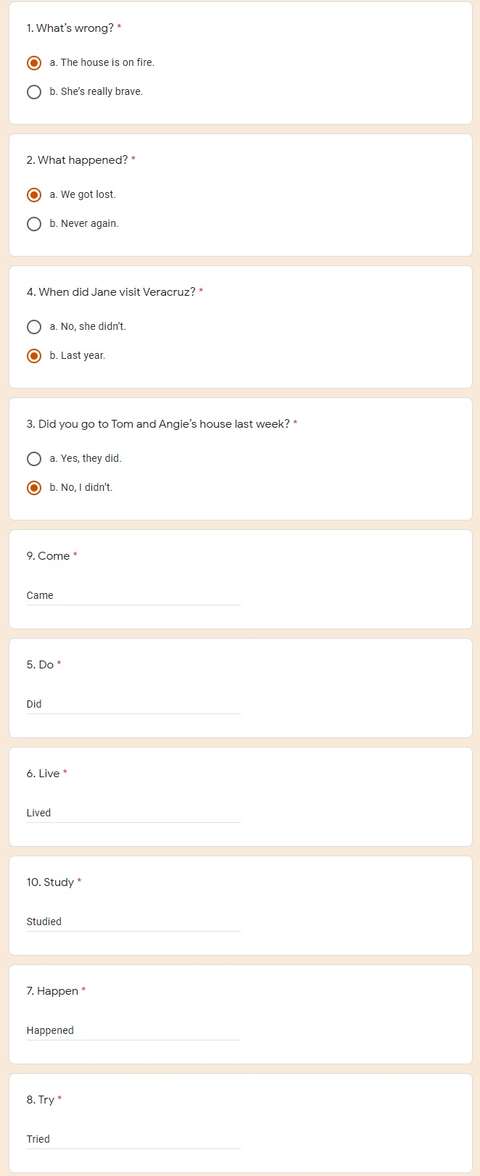 1. What's wrong? *
a. The house is on fire.
b. She's really brave.
2. What happened? *
a. We got lost.
b. Never again.
4. When did Jane visit Veracruz? *
a. No, she didn't.
b. Last year.
3. Did you go to Tom and Angie's house last week? *
a. Yes, they did.
b. No, I didn't.
9. Come *
Came
5. Do *
Did
6. Live *
Lived
10. Study *
Studied
7. Happen *
Happened
8. Try *
Tried